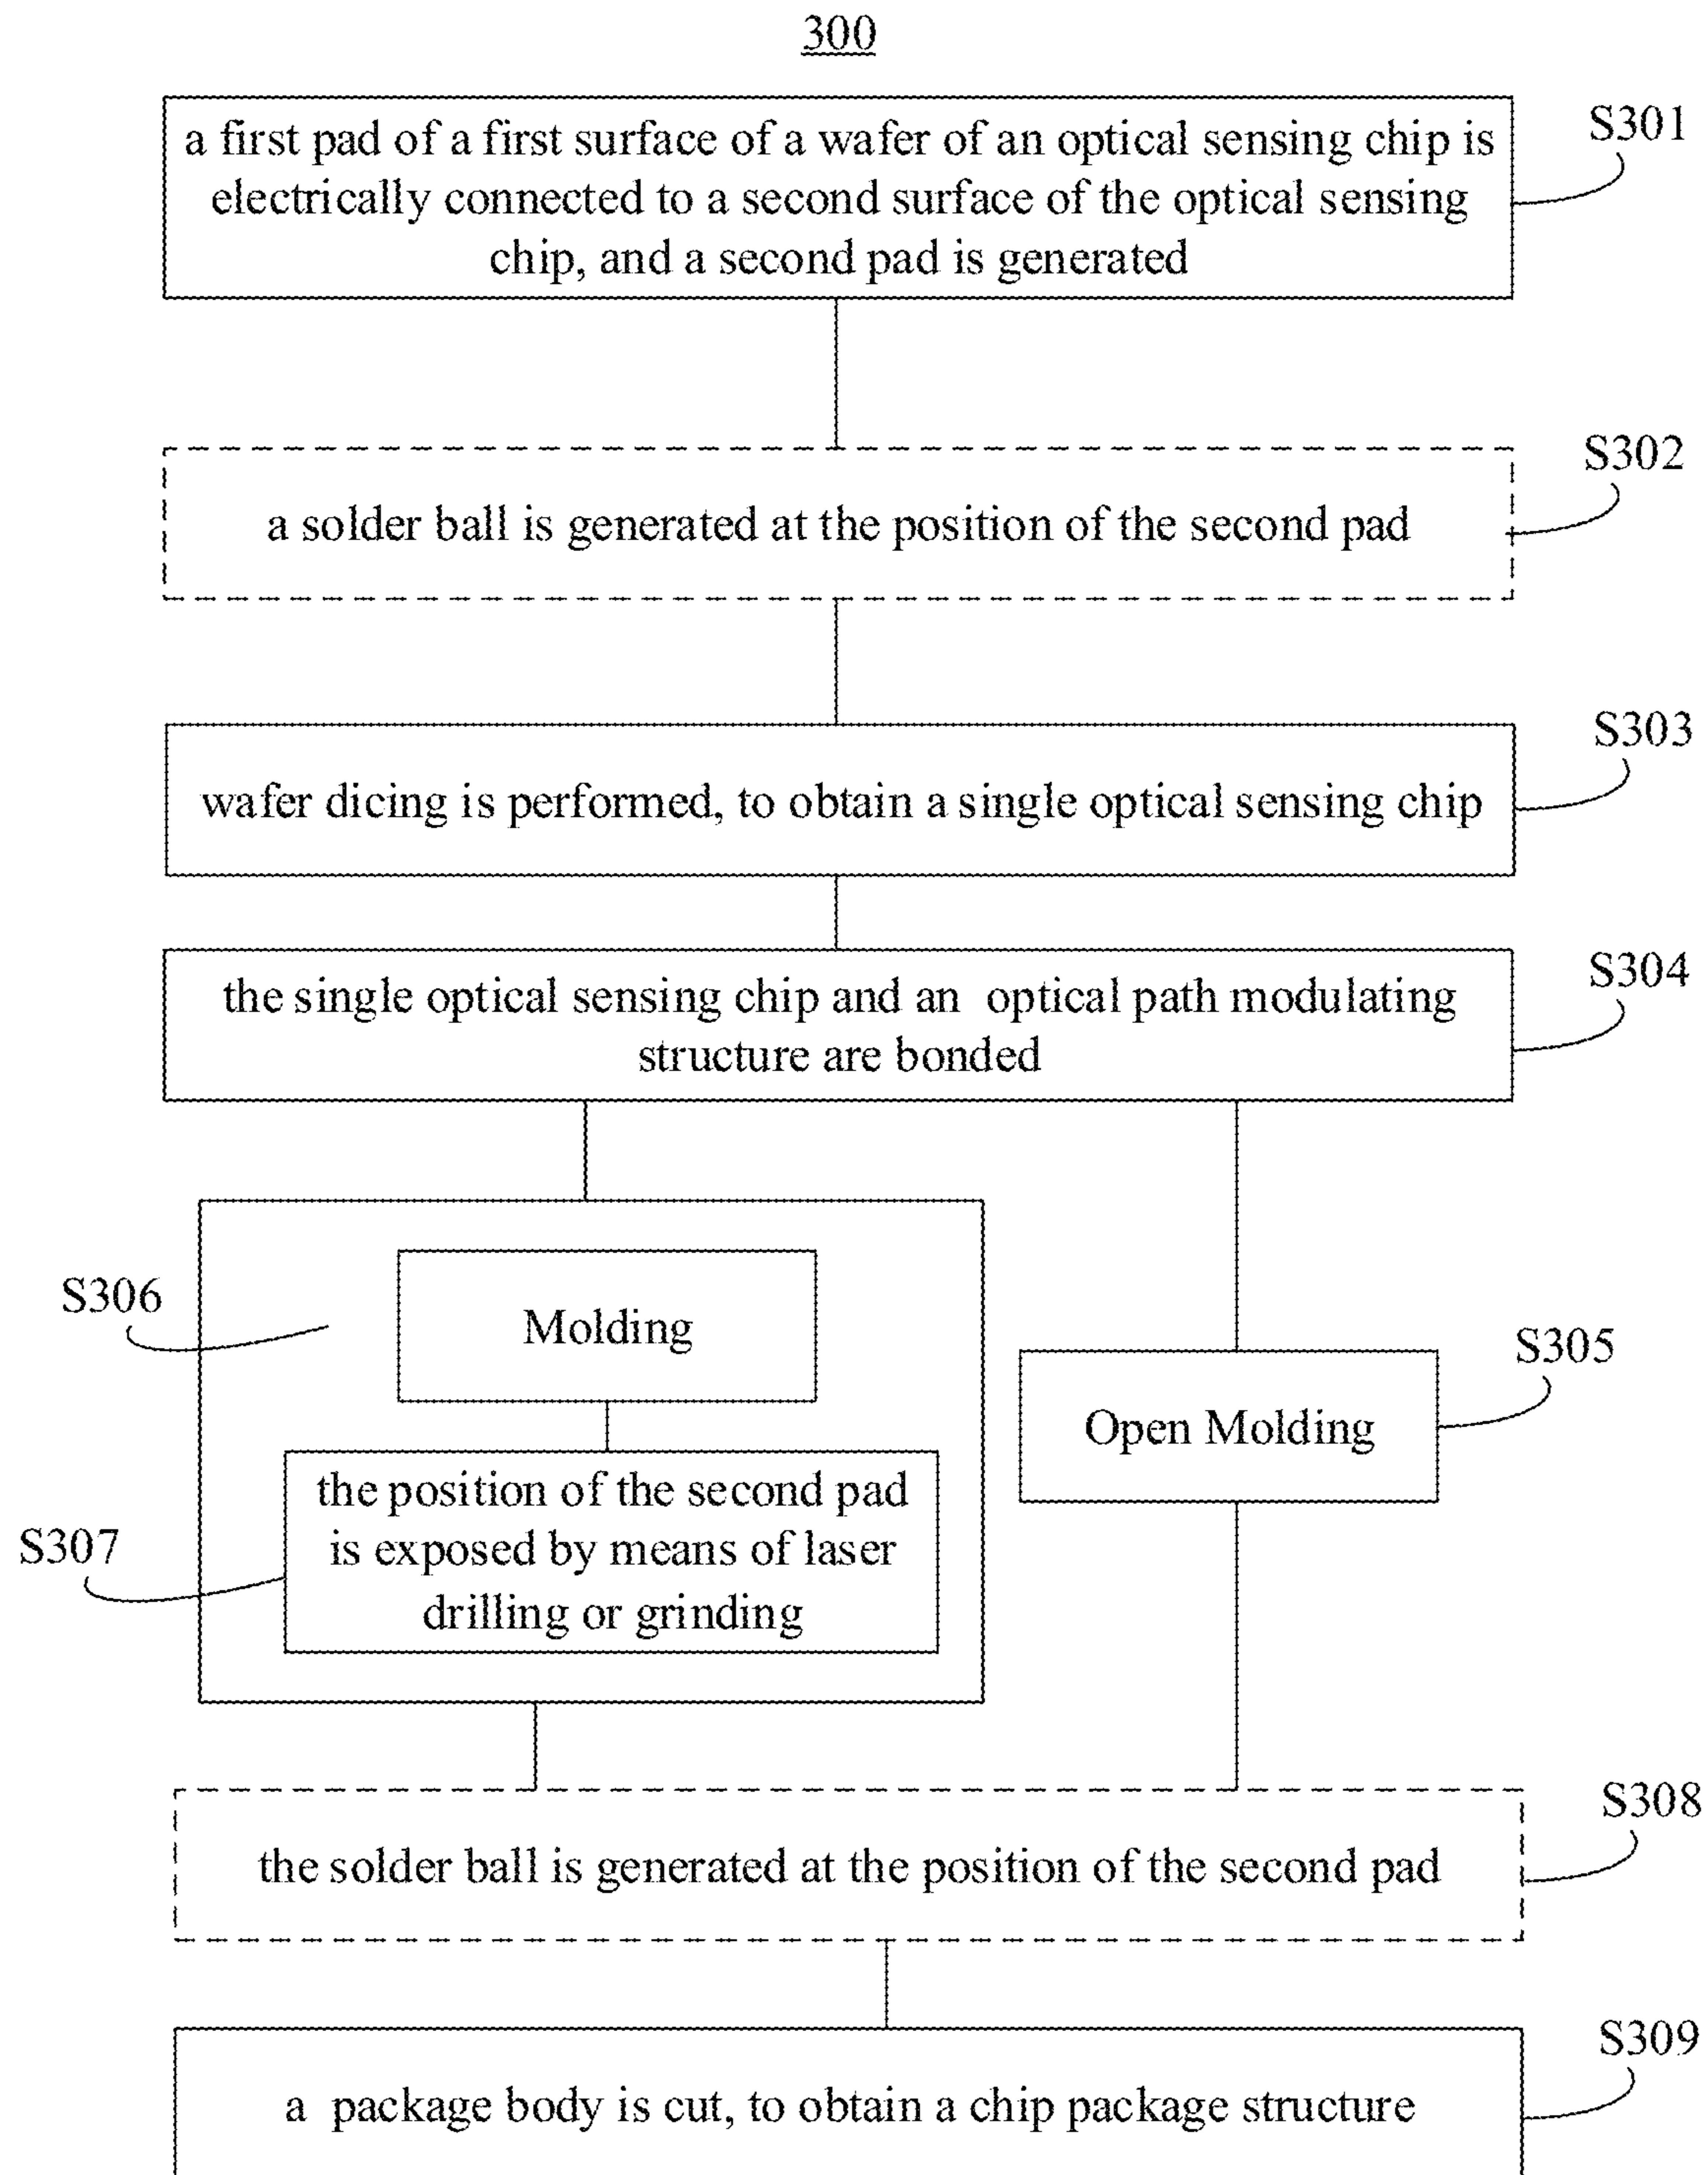 300
a first pad of a first surface of a wafer of an optical sensing chip is
electrically connected to a second surface of the optical sensing
chip, and a second pad is generated
S301
a solder ball is generated at the position of the second pad
S302
wafer dicing is performed, to obtain a single optical sensing chip
S303
the single optical sensing chip and an optical path modulating
structure are bonded
S304
S306
Molding
S307
the position of the second pad
is exposed by means of laser
drilling or grinding
Open Molding
S305
the solder ball is generated at the position of the second pad
S308
a package body is cut, to obtain a chip package structure
S309